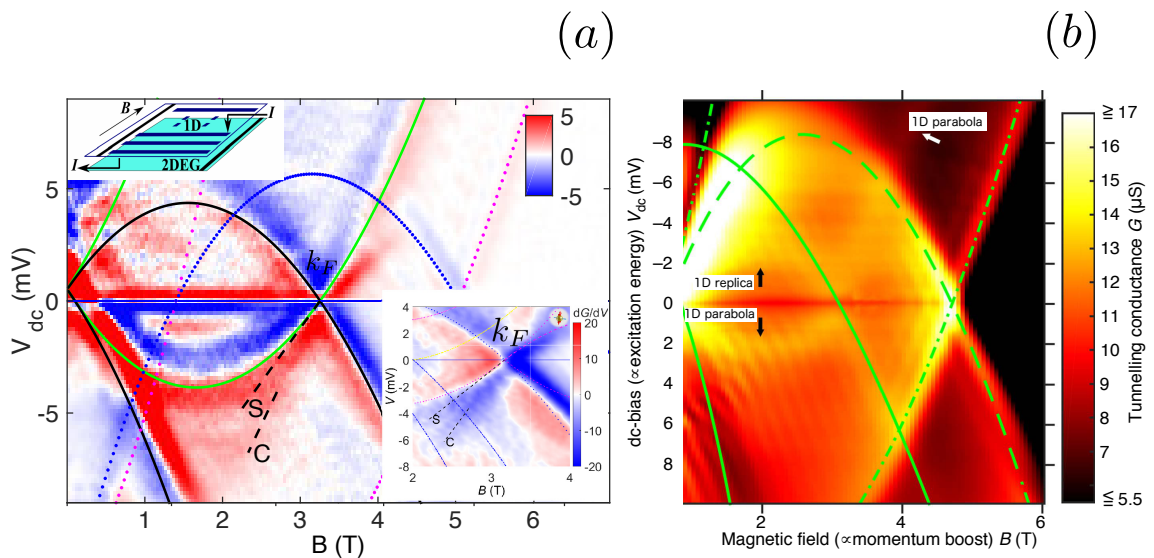 (a)
B
1D
I
I
2DEG
5
0
-5
5
0
-5
V dc (mV)
k_F
S
C
1
2
3
4
5
6
B (T)
dG/dV
20
10
0
-10
-20
4
2
0
-2
-4
-6
-8
V (mV)
k_F
S
C
2
3
4
B (T)
(b)
1D parabola
1D replica
1D parabola
−8
−6
−4
−2
0
2
4
6
8
dc-bias (∝excitation energy) V_dc (mV)
2
4
6
Magnetic field (∝momentum boost) B (T)
≧ 17
16
15
14
13
12
11
10
9
8
7
6
≦ 5.5
Tunnelling conductance G (µS)